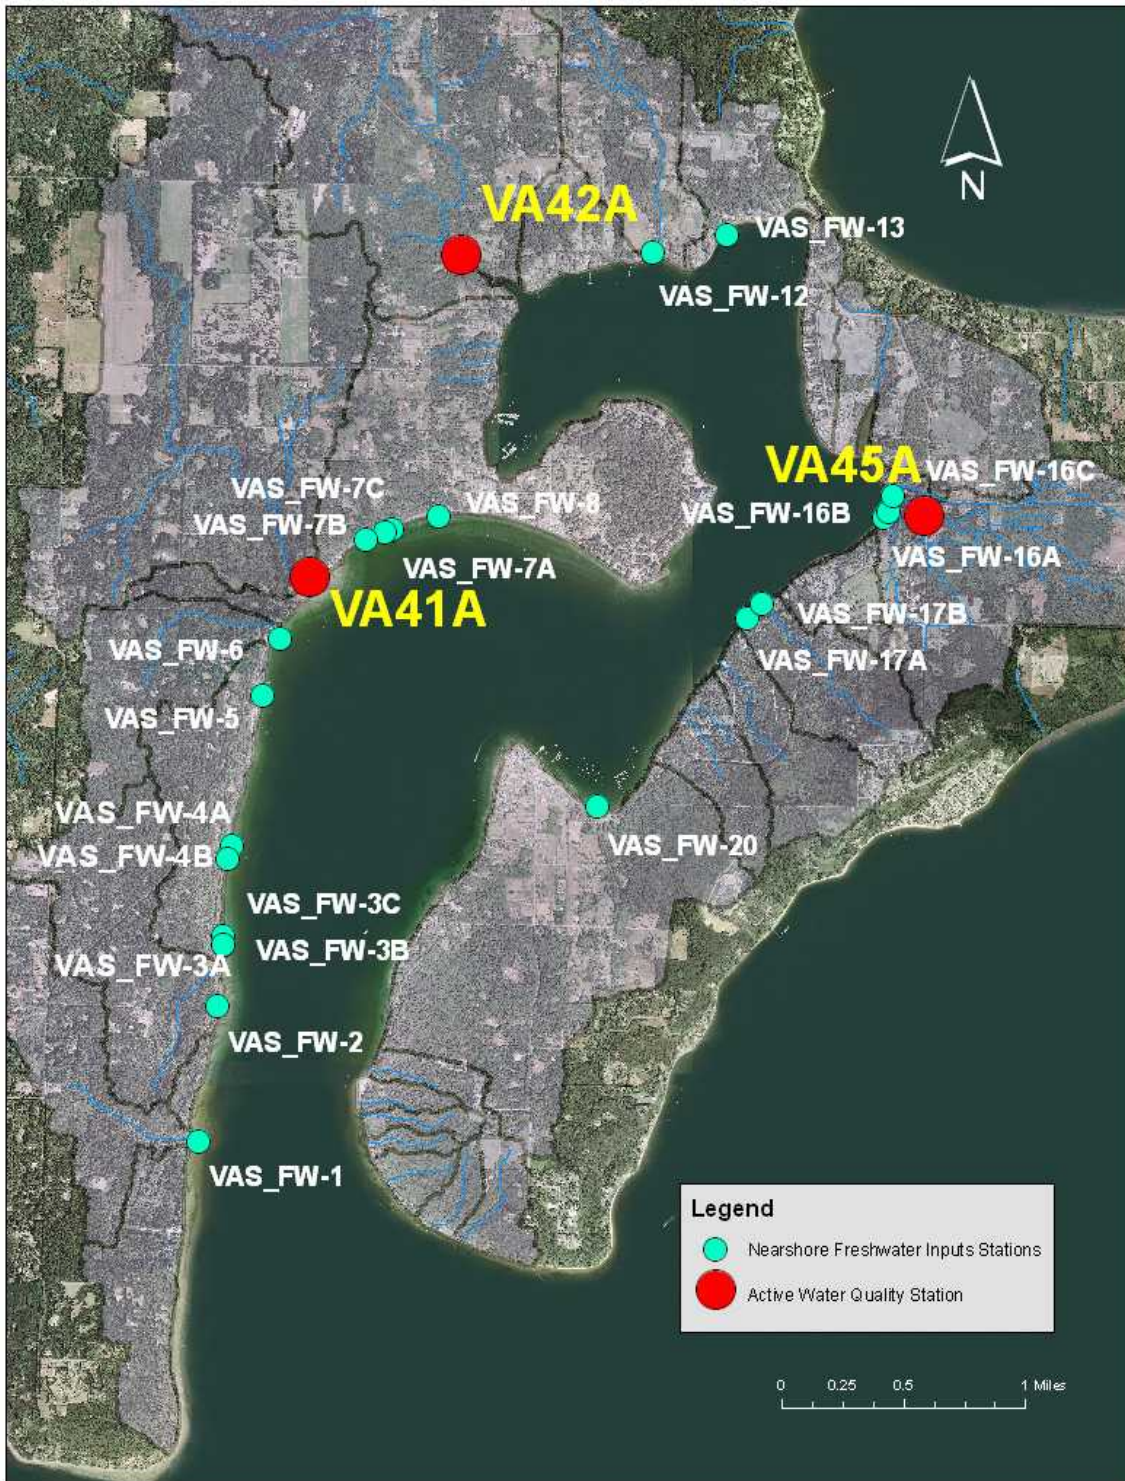 N
VA42A
VAS_FW-13
VAS_FW-12
VA45A
VAS_FW-16C
VAS_FW-7C
VAS_FW-8
VAS_FW-16B
VAS_FW-7B
VAS_FW-16A
VAS_FW-7A
VA41A
VAS_FW-17B
VAS_FW-6
VAS_FW-17A
VAS_FW-5
VAS_FW-4A
VAS_FW-20
VAS_FW-4B
VAS_FW-3C
VAS_FW-3B
VAS_FW-3A
VAS_FW-2
VAS_FW-1
Legend
Nearshore Freshwater Inputs Stations
Active Water Quality Station
0 0.25 0.5 1 Miles